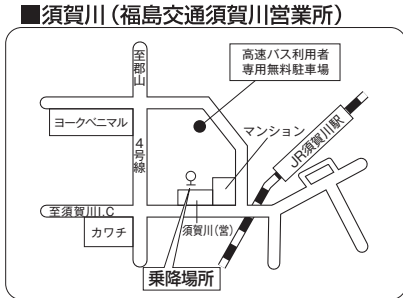 ■須賀川（福島交通須賀川営業所）
至郡山
高速バス利用者
専用無料駐車場
ヨークベニマル
4号線
マンション
JR須賀川駅
至須賀川I.C
須賀川（営）
カワチ
乗降場所